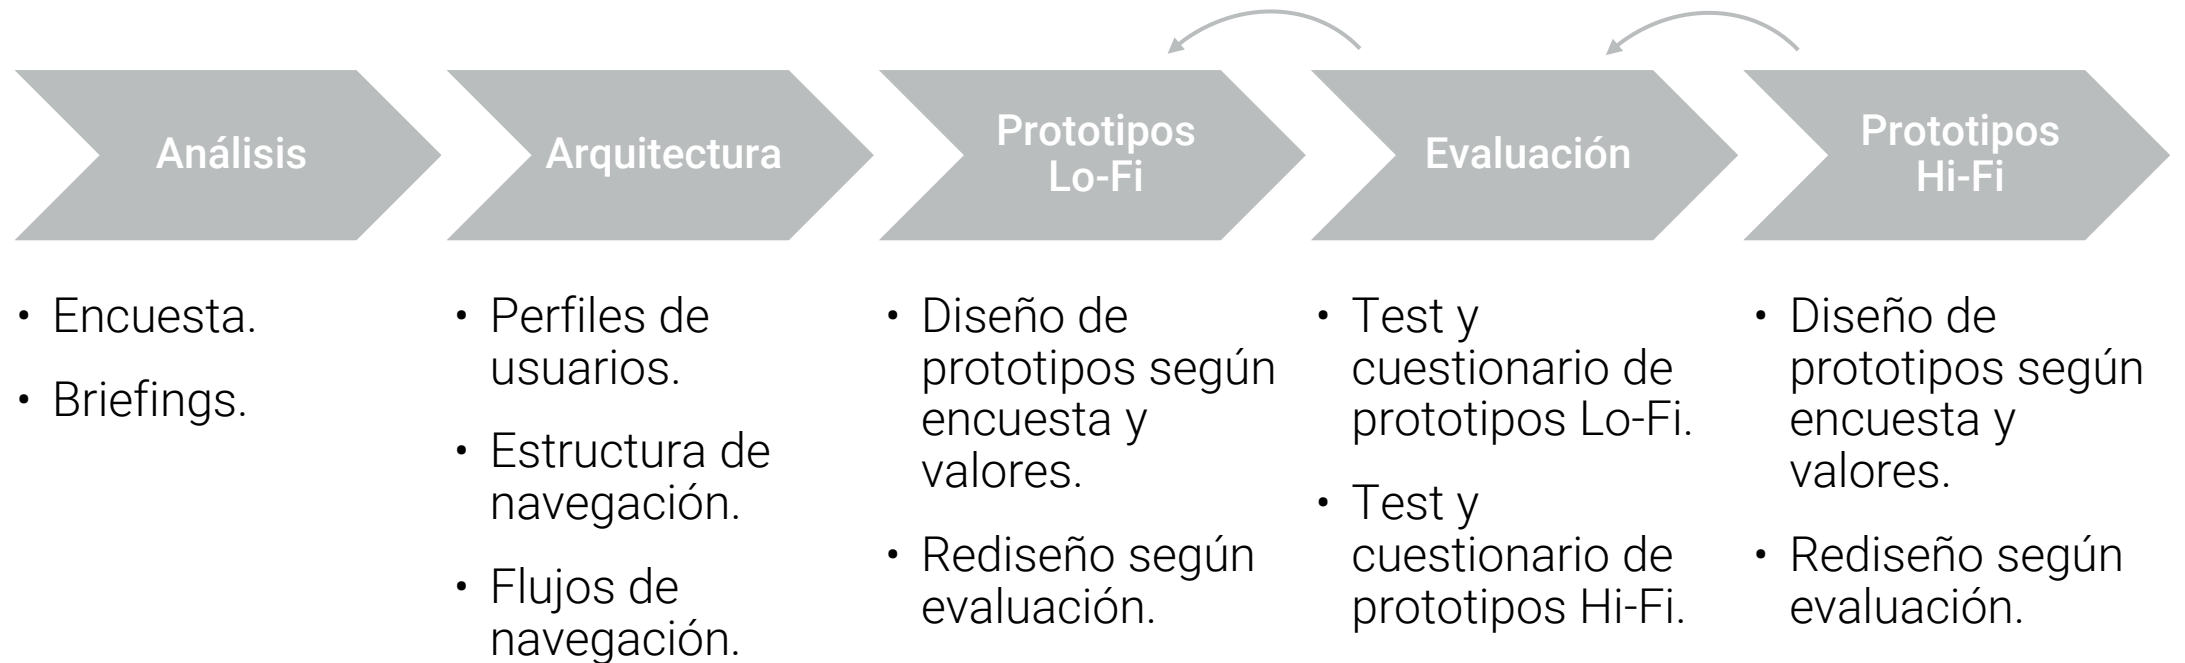 Análisis
Arquitectura
Prototipos
Lo-Fi
Evaluación
Prototipos
Hi-Fi
• Encuesta.
• Briefings.
• Perfiles de
usuarios.
• Estructura de
navegación.
• Flujos de
navegación.
• Diseño de
prototipos según
encuesta y
valores.
• Rediseño según
evaluación.
• Test y
cuestionario de
prototipos Lo-Fi.
• Test y
cuestionario de
prototipos Hi-Fi.
• Diseño de
prototipos según
encuesta y
valores.
• Rediseño según
evaluación.